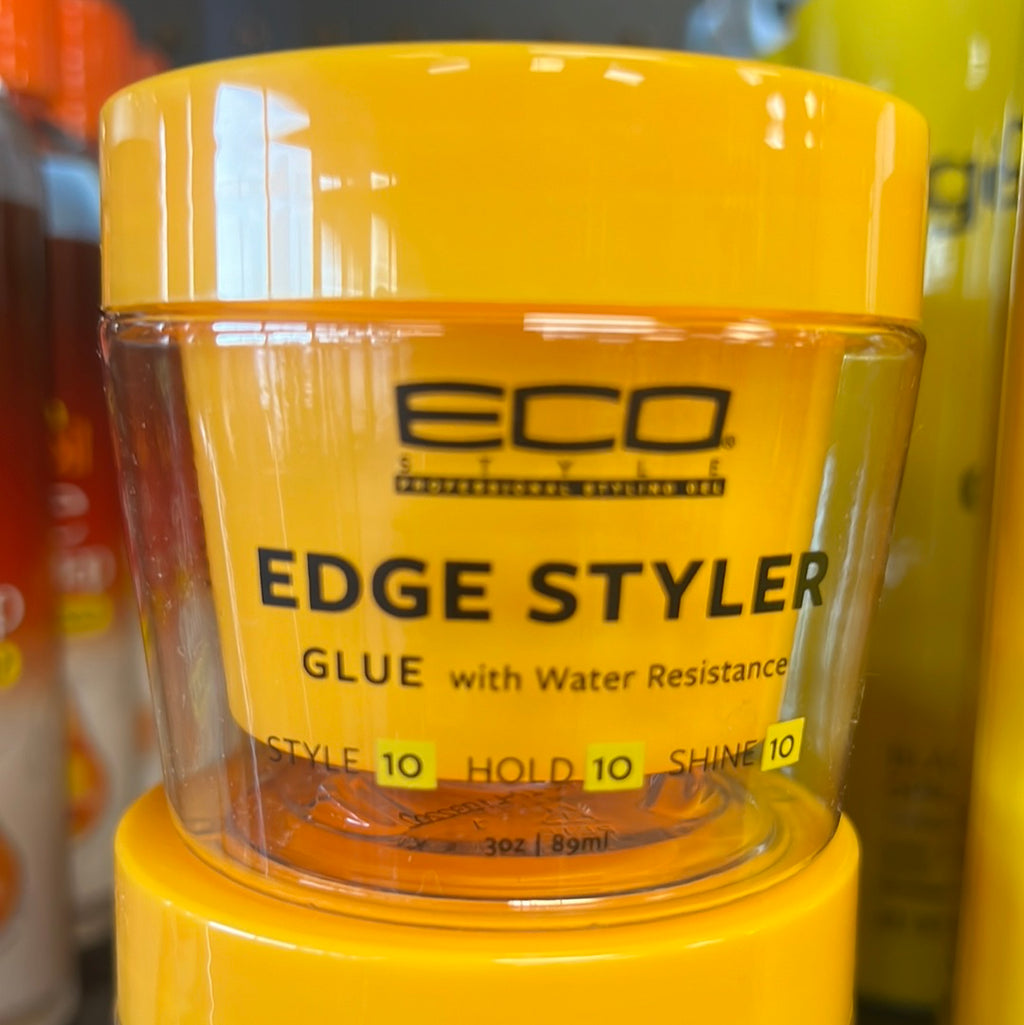 ECO®
STYLE
PROFESSIONAL STYLING GEL
EDGE STYLER
GLUE with Water Resistance
STYLE 10 HOLD 10 SHINE 10
3oz | 89ml